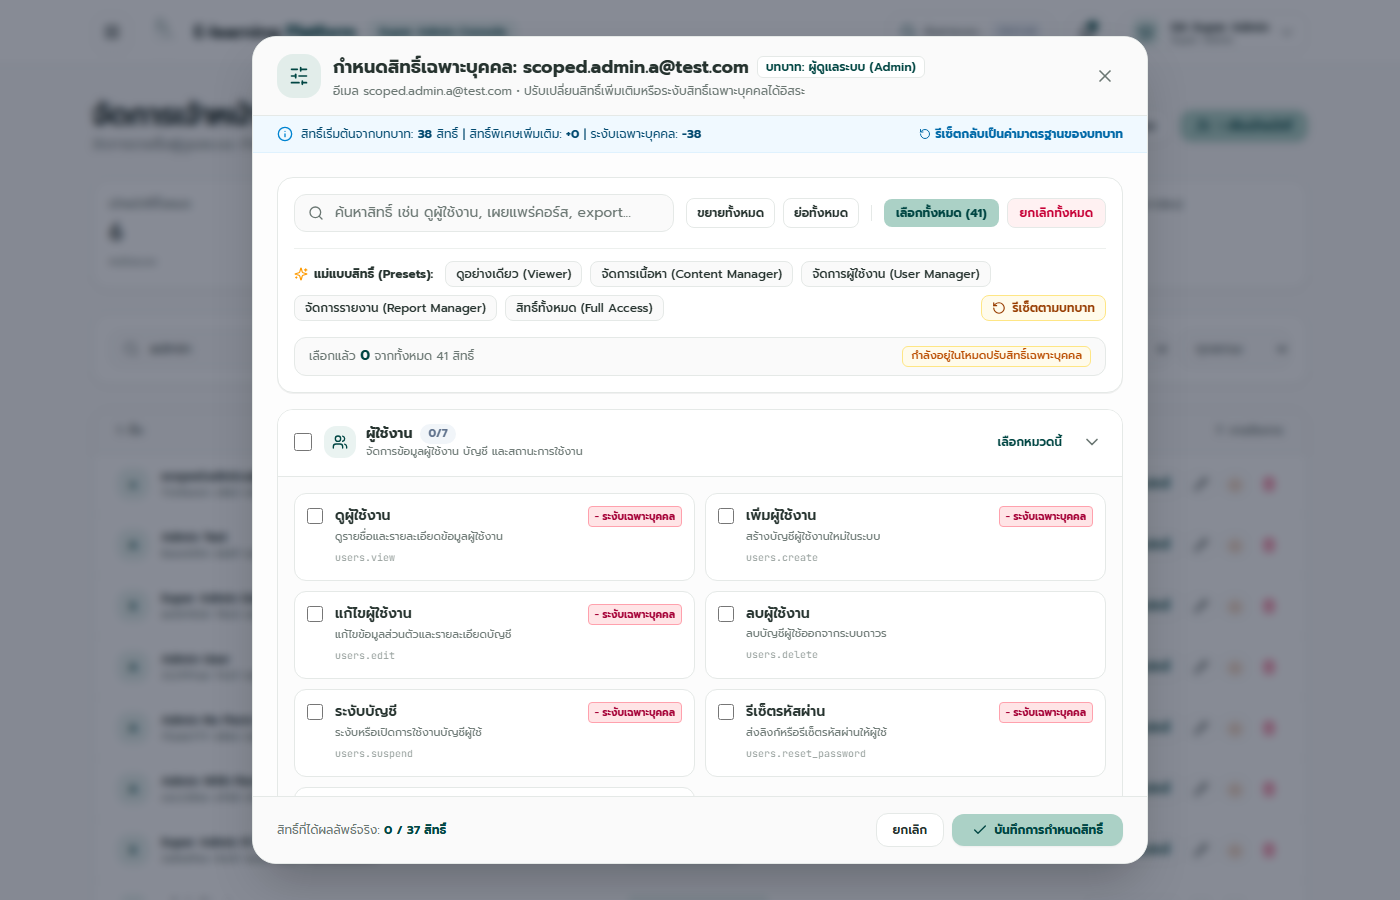 กำหนดสิทธิ์เฉพาะบุคคล: scoped.admin.a@test.com
บทบาท: ผู้ดูแลระบบ (Admin)
อีเมล scoped.admin.a@test.com • ปรับเปลี่ยนสิทธิ์เพิ่มเติมหรือระงับสิทธิ์เฉพาะบุคคลได้อิสระ
สิทธิ์เริ่มต้นจากบทบาท: 38 สิทธิ์ | สิทธิ์พิเศษเพิ่มเติม: +0 | ระงับเฉพาะบุคคล: -38
รีเซ็ตกลับเป็นค่ามาตรฐานของบทบาท
ค้นหาสิทธิ์ เช่น ดูผู้ใช้งาน, เผยแพร่คอร์ส, export...
ขยายทั้งหมด
ย่อทั้งหมด
เลือกทั้งหมด (41)
ยกเลิกทั้งหมด
แม่แบบสิทธิ์ (Presets):
ดูอย่างเดียว (Viewer)
จัดการเนื้อหา (Content Manager)
จัดการผู้ใช้งาน (User Manager)
จัดการรายงาน (Report Manager)
สิทธิ์ทั้งหมด (Full Access)
รีเซ็ตตามบทบาท
เลือกแล้ว 0 จากทั้งหมด 41 สิทธิ์
กำลังอยู่ในโหมดปรับสิทธิ์เฉพาะบุคคล
ผู้ใช้งาน 0/7
จัดการข้อมูลผู้ใช้งาน บัญชี และสถานะการใช้งาน
เลือกหมวดนี้
ดูผู้ใช้งาน
- ระงับเฉพาะบุคคล
ดูรายชื่อและรายละเอียดข้อมูลผู้ใช้งาน
users.view
เพิ่มผู้ใช้งาน
- ระงับเฉพาะบุคคล
สร้างบัญชีผู้ใช้งานใหม่ในระบบ
users.create
แก้ไขผู้ใช้งาน
- ระงับเฉพาะบุคคล
แก้ไขข้อมูลส่วนตัวและรายละเอียดบัญชี
users.edit
ลบผู้ใช้งาน
ลบบัญชีผู้ใช้ออกจากระบบถาวร
users.delete
ระงับบัญชี
- ระงับเฉพาะบุคคล
ระงับหรือเปิดการใช้งานบัญชีผู้ใช้
users.suspend
รีเซ็ตรหัสผ่าน
- ระงับเฉพาะบุคคล
ส่งลิงก์หรือรีเซ็ตรหัสผ่านให้ผู้ใช้
users.reset_password
สิทธิ์ที่ได้ผลลัพธ์จริง: 0 / 37 สิทธิ์
ยกเลิก
บันทึกการกำหนดสิทธิ์